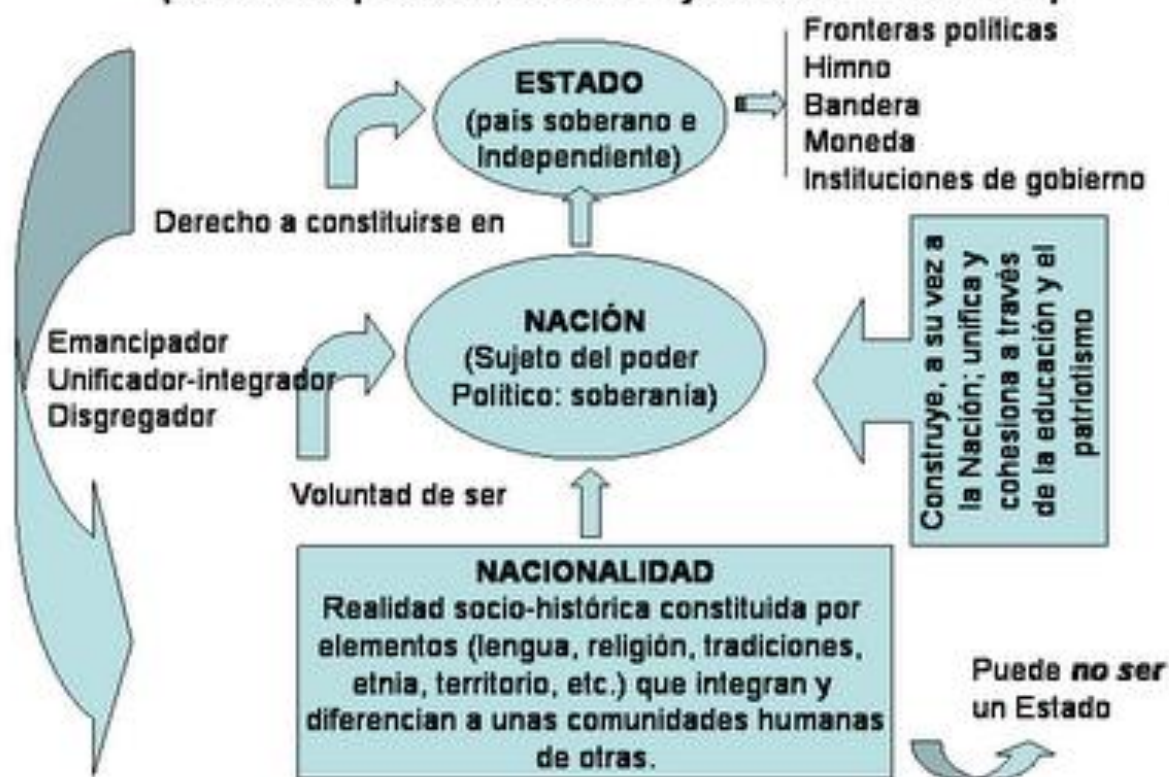 ESTADO
(país soberano e
Independiente)
Fronteras políticas
Himno
Bandera
Moneda
Instituciones de gobierno
Derecho a constituirse en
NACIÓN
(Sujeto del poder
Político: soberanía)
Emancipador
Unificador-integrador
Disgregador
Construye, a su vez a
la Nación; unifica y
cohesiona a través
de la educación y el
patriotismo
Voluntad de ser
NACIONALIDAD
Realidad socio-histórica constituida por
elementos (lengua, religión, tradiciones,
etnia, territorio, etc.) que integran y
diferencian a unas comunidades humanas
de otras.
Puede no ser
un Estado